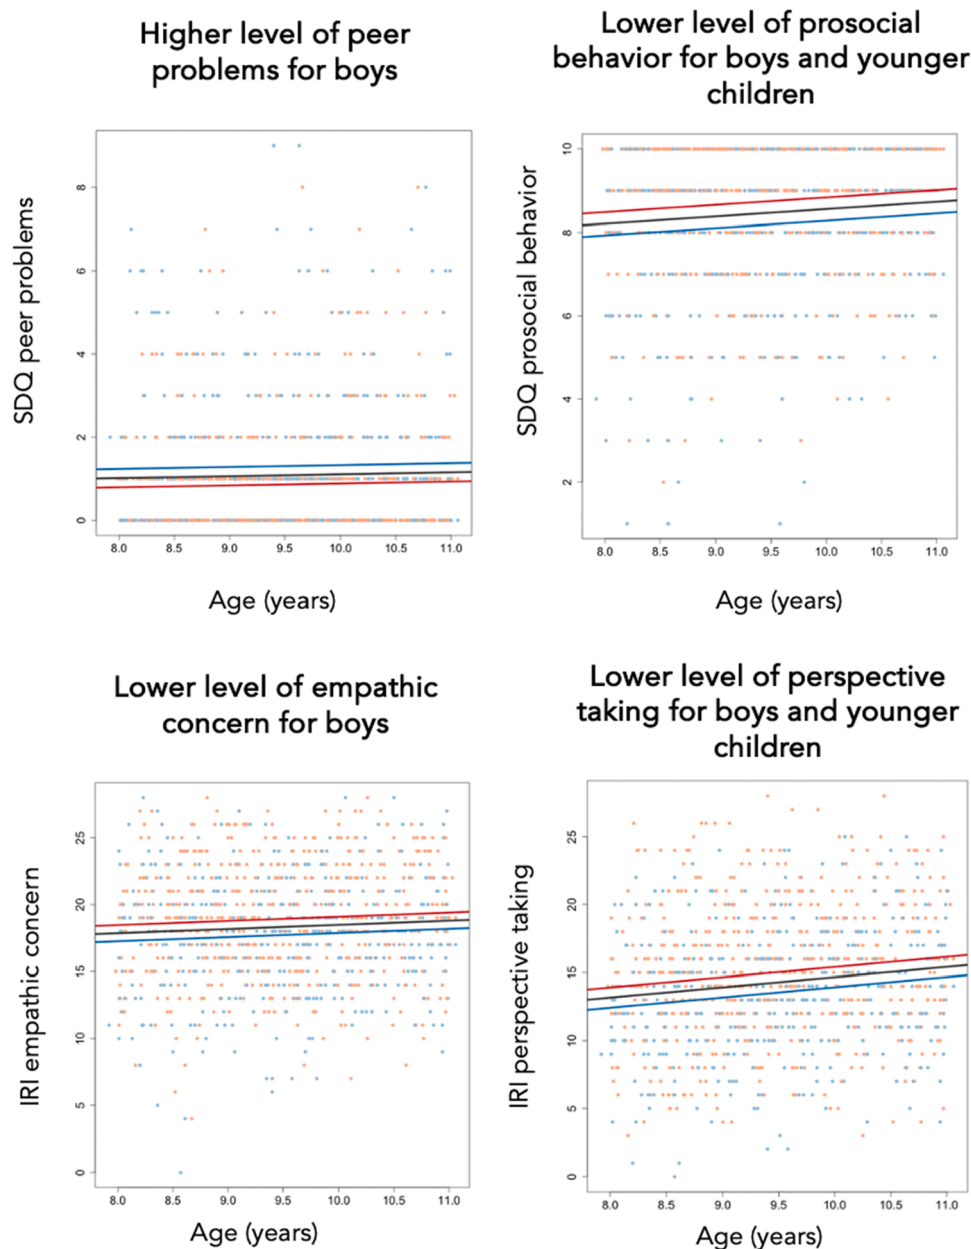 Higher level of peer
problems for boys
SDQ peer problems
8
6
4
2
0
8.0 8.5 9.0 9.5 10.0 10.5 11.0
Age (years)
Lower level of prosocial
behavior for boys and younger
children
SDQ prosocial behavior
10
8
6
4
2
8.0 8.5 9.0 9.5 10.0 10.5 11.0
Age (years)
Lower level of empathic
concern for boys
IRI empathic concern
25
20
15
10
5
0
8.0 8.5 9.0 9.5 10.0 10.5 11.0
Age (years)
Lower level of perspective
taking for boys and younger
children
IRI perspective taking
25
20
15
10
5
0
8.0 8.5 9.0 9.5 10.0 10.5 11.0
Age (years)